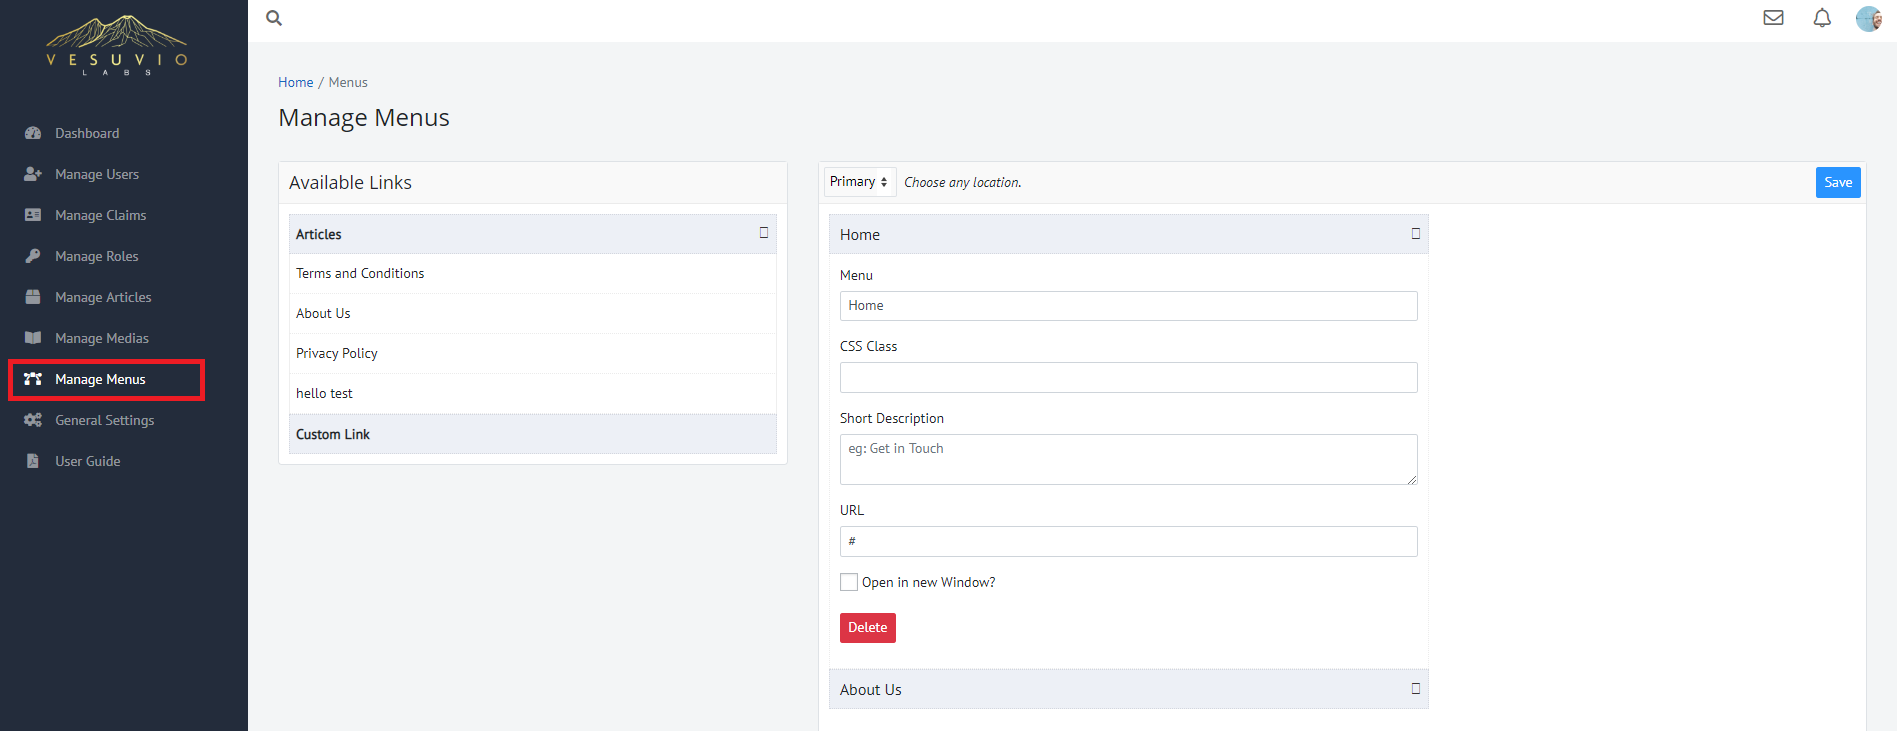 VESUVIO
LABS
Dashboard
Manage Users
Manage Claims
Manage Roles
Manage Articles
Manage Medias
Manage Menus
General Settings
User Guide
Home / Menus
Manage Menus
Available Links
Articles
Terms and Conditions
About Us
Privacy Policy
hello test
Custom Link
Primary Choose any location. Save
Home
Menu
Home
CSS Class
Short Description
eg: Get in Touch
URL
#
Open in new Window?
Delete
About Us